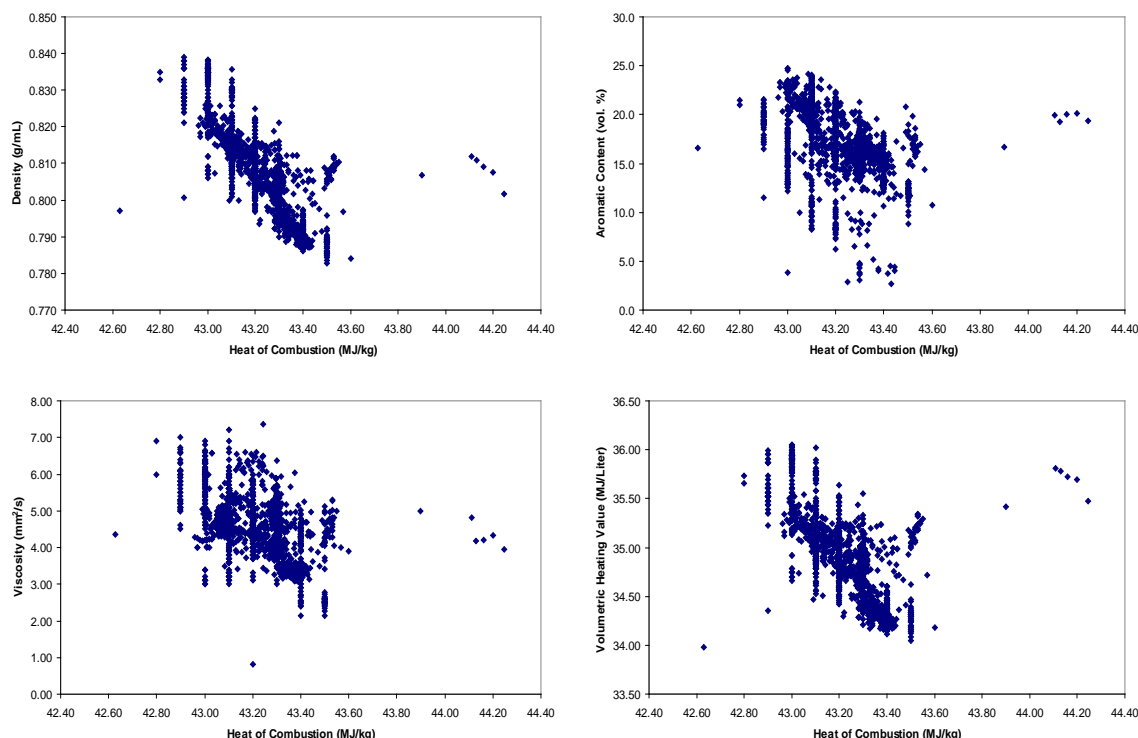 0.850
0.840
0.830
0.820
0.810
0.800
0.790
0.780
0.770
Density (g/mL)
42.40 42.60 42.80 43.00 43.20 43.40 43.60 43.80 44.00 44.20 44.40
Heat of Combustion (MJ/kg)
30.0
25.0
20.0
15.0
10.0
5.0
0.0
Aromatic Content (vol. %)
42.40 42.60 42.80 43.00 43.20 43.40 43.60 43.80 44.00 44.20 44.40
Heat of Combustion (MJ/kg)
8.00
7.00
6.00
5.00
4.00
3.00
2.00
1.00
0.00
Viscosity (mm²/s)
42.40 42.60 42.80 43.00 43.20 43.40 43.60 43.80 44.00 44.20 44.40
Heat of Combustion (MJ/kg)
36.50
36.00
35.50
35.00
34.50
34.00
33.50
Volumetric Heating Value (MJ/Liter)
42.40 42.60 42.80 43.00 43.20 43.40 43.60 43.80 44.00 44.20 44.40
Heat of Combustion (MJ/kg)